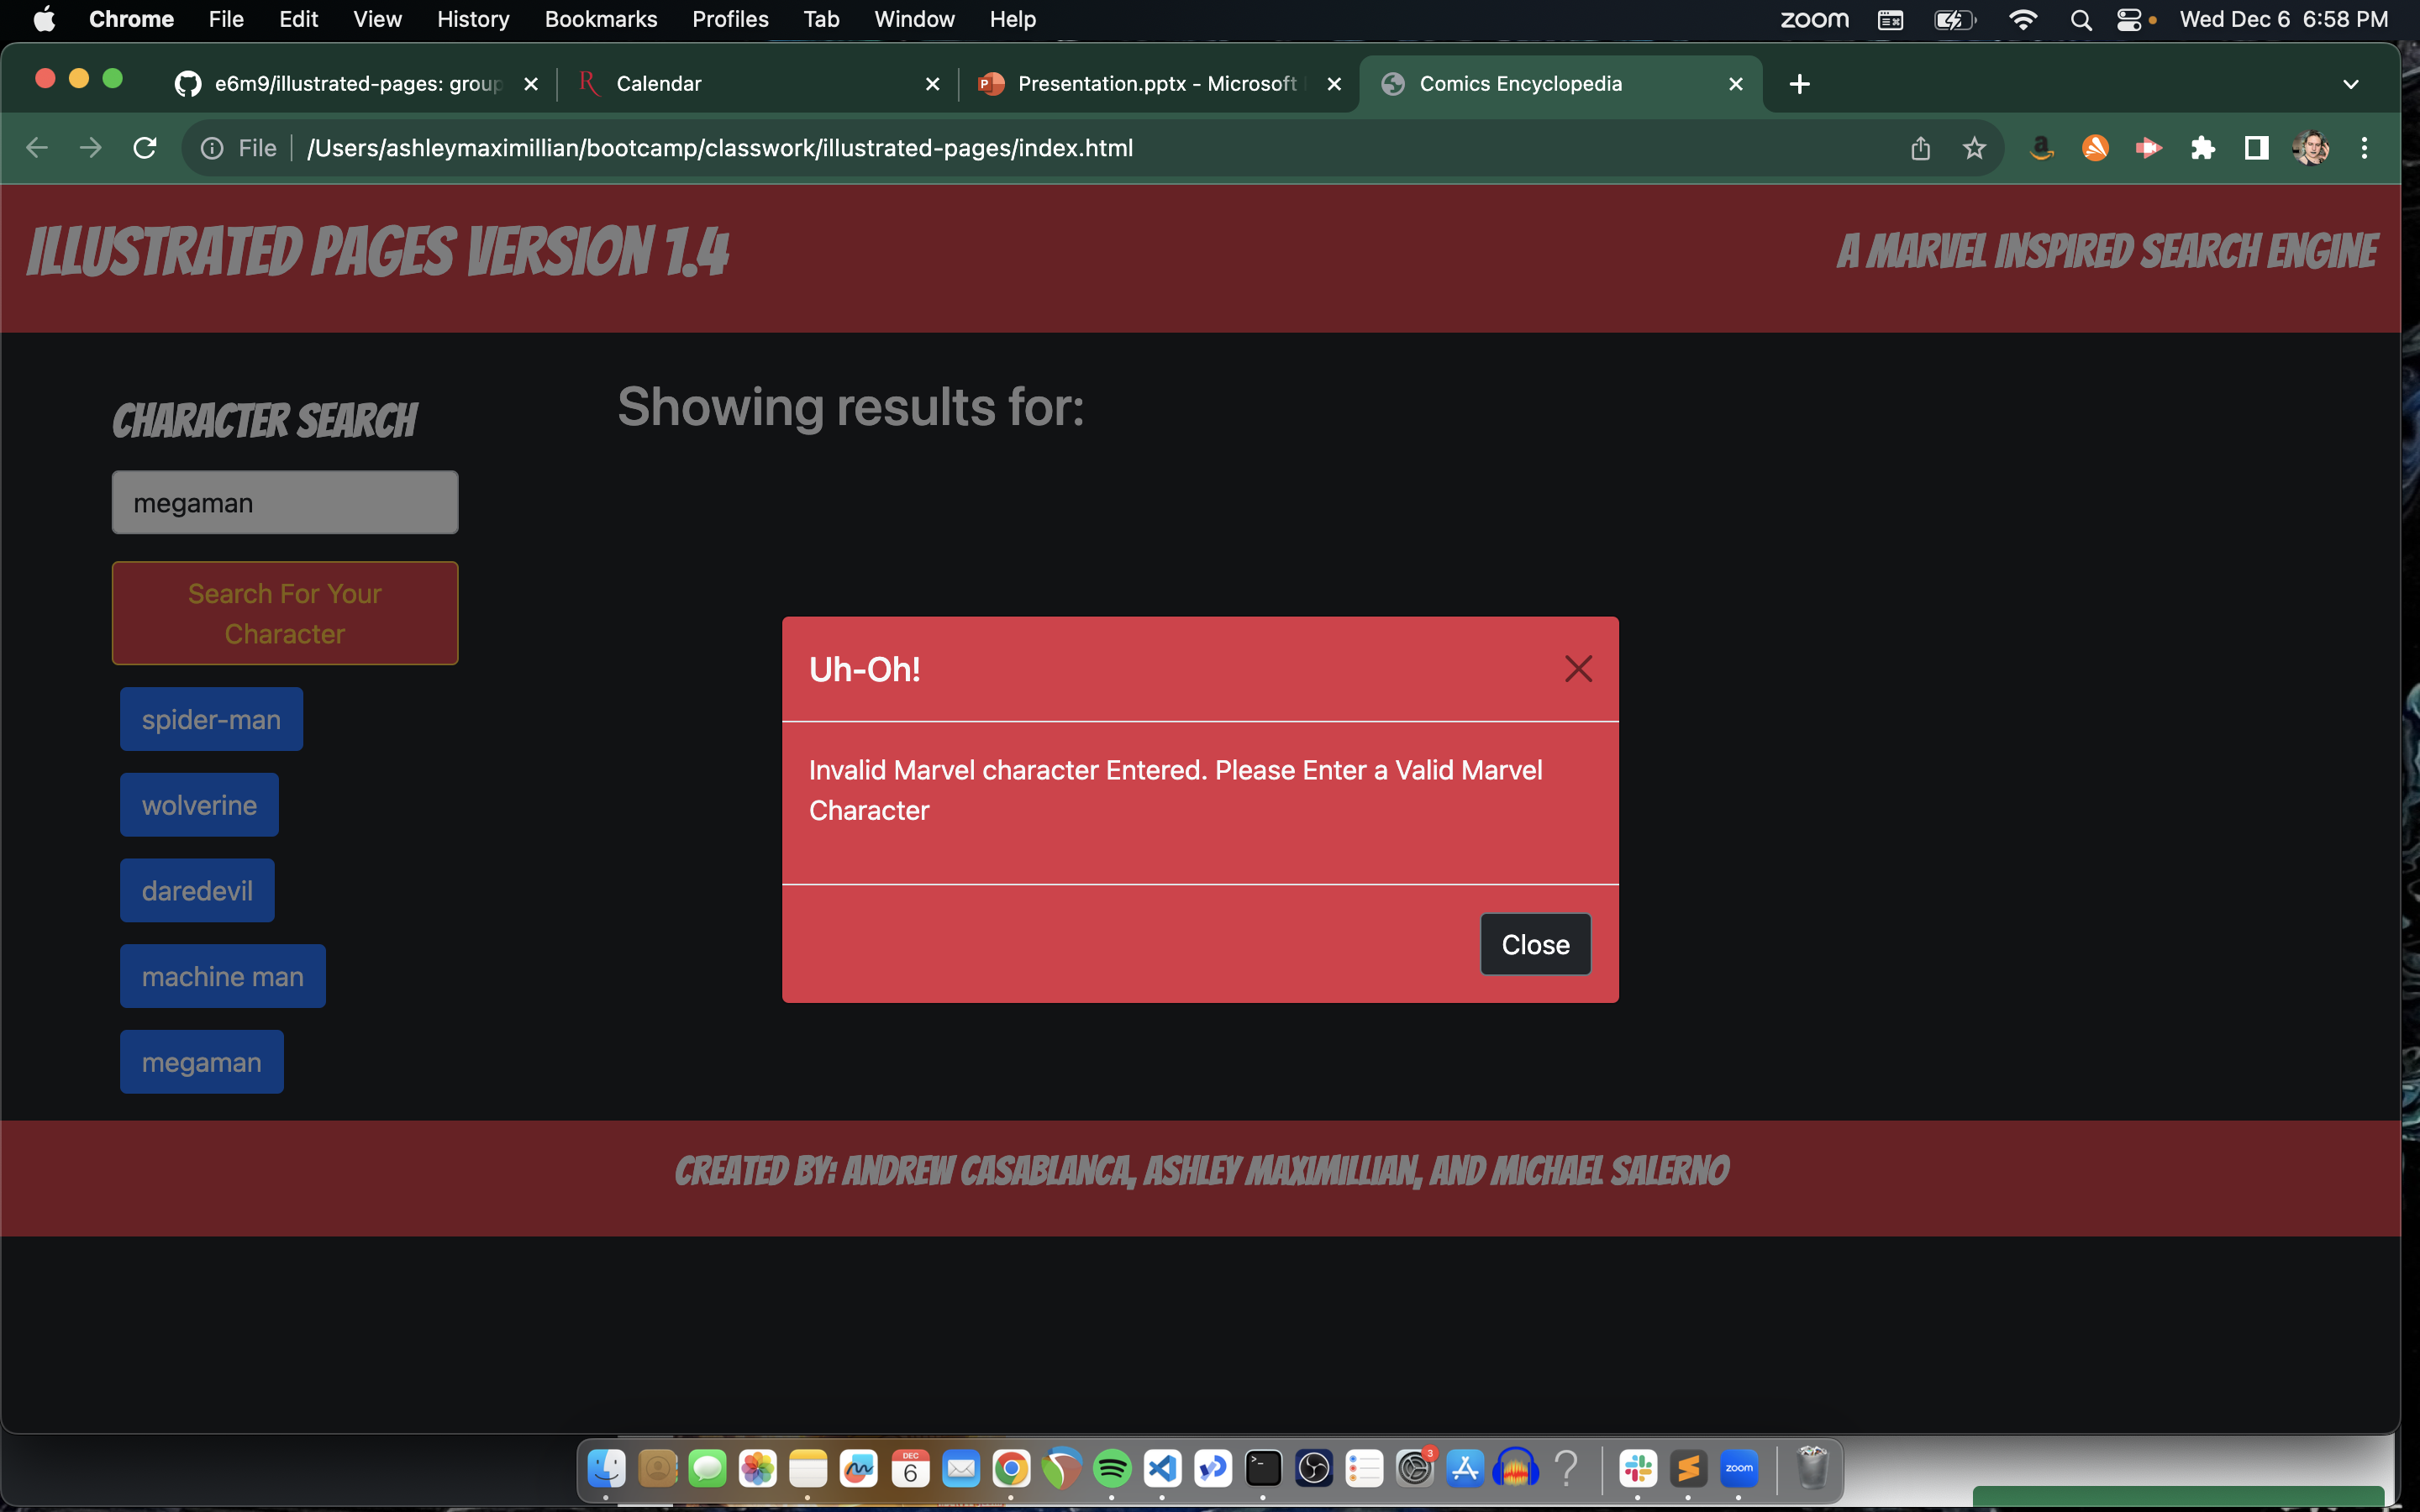 Chrome File Edit View History Bookmarks Profiles Tab Window Help zoom Wed Dec 6 6:58 PM
e6m9/illustrated-pages: group Calendar Presentation.pptx - Microsoft Comics Encyclopedia
File /Users/ashleymaximillian/bootcamp/classwork/illustrated-pages/index.html
ILLUSTRATED PAGES VERSION 1.4
A MARVEL INSPIRED SEARCH ENGINE
CHARACTER SEARCH
Showing results for:
megaman
Search For Your
Character
spider-man
wolverine
daredevil
machine man
megaman
Uh-Oh!
Invalid Marvel character Entered. Please Enter a Valid Marvel
Character
Close
CREATED BY: ANDREW CASABLANCA, ASHLEY MAXIMILLIAN, AND MICHAEL SALERNO
DEC
6
3
zoom